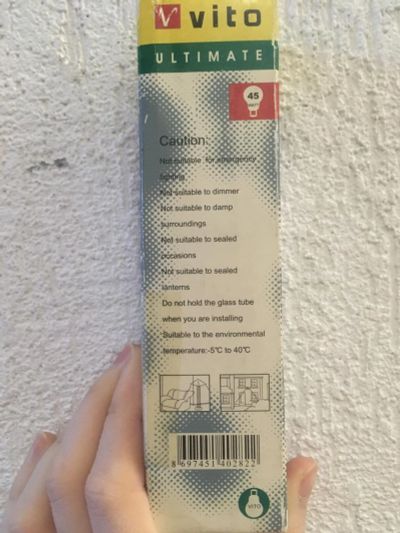 vito
ULTIMATE
45
WATT
Caution:
Not suitable for emergency
lighting
Not suitable to dimmer
Not suitable to damp
surroundings
Not suitable to sealed
occasions
Not suitable to sealed
lanterns
Do not hold the glass tube
when you are installing
Suitable to the environmental
temperature:-5℃ to 40℃
8 697451 402822
VITO